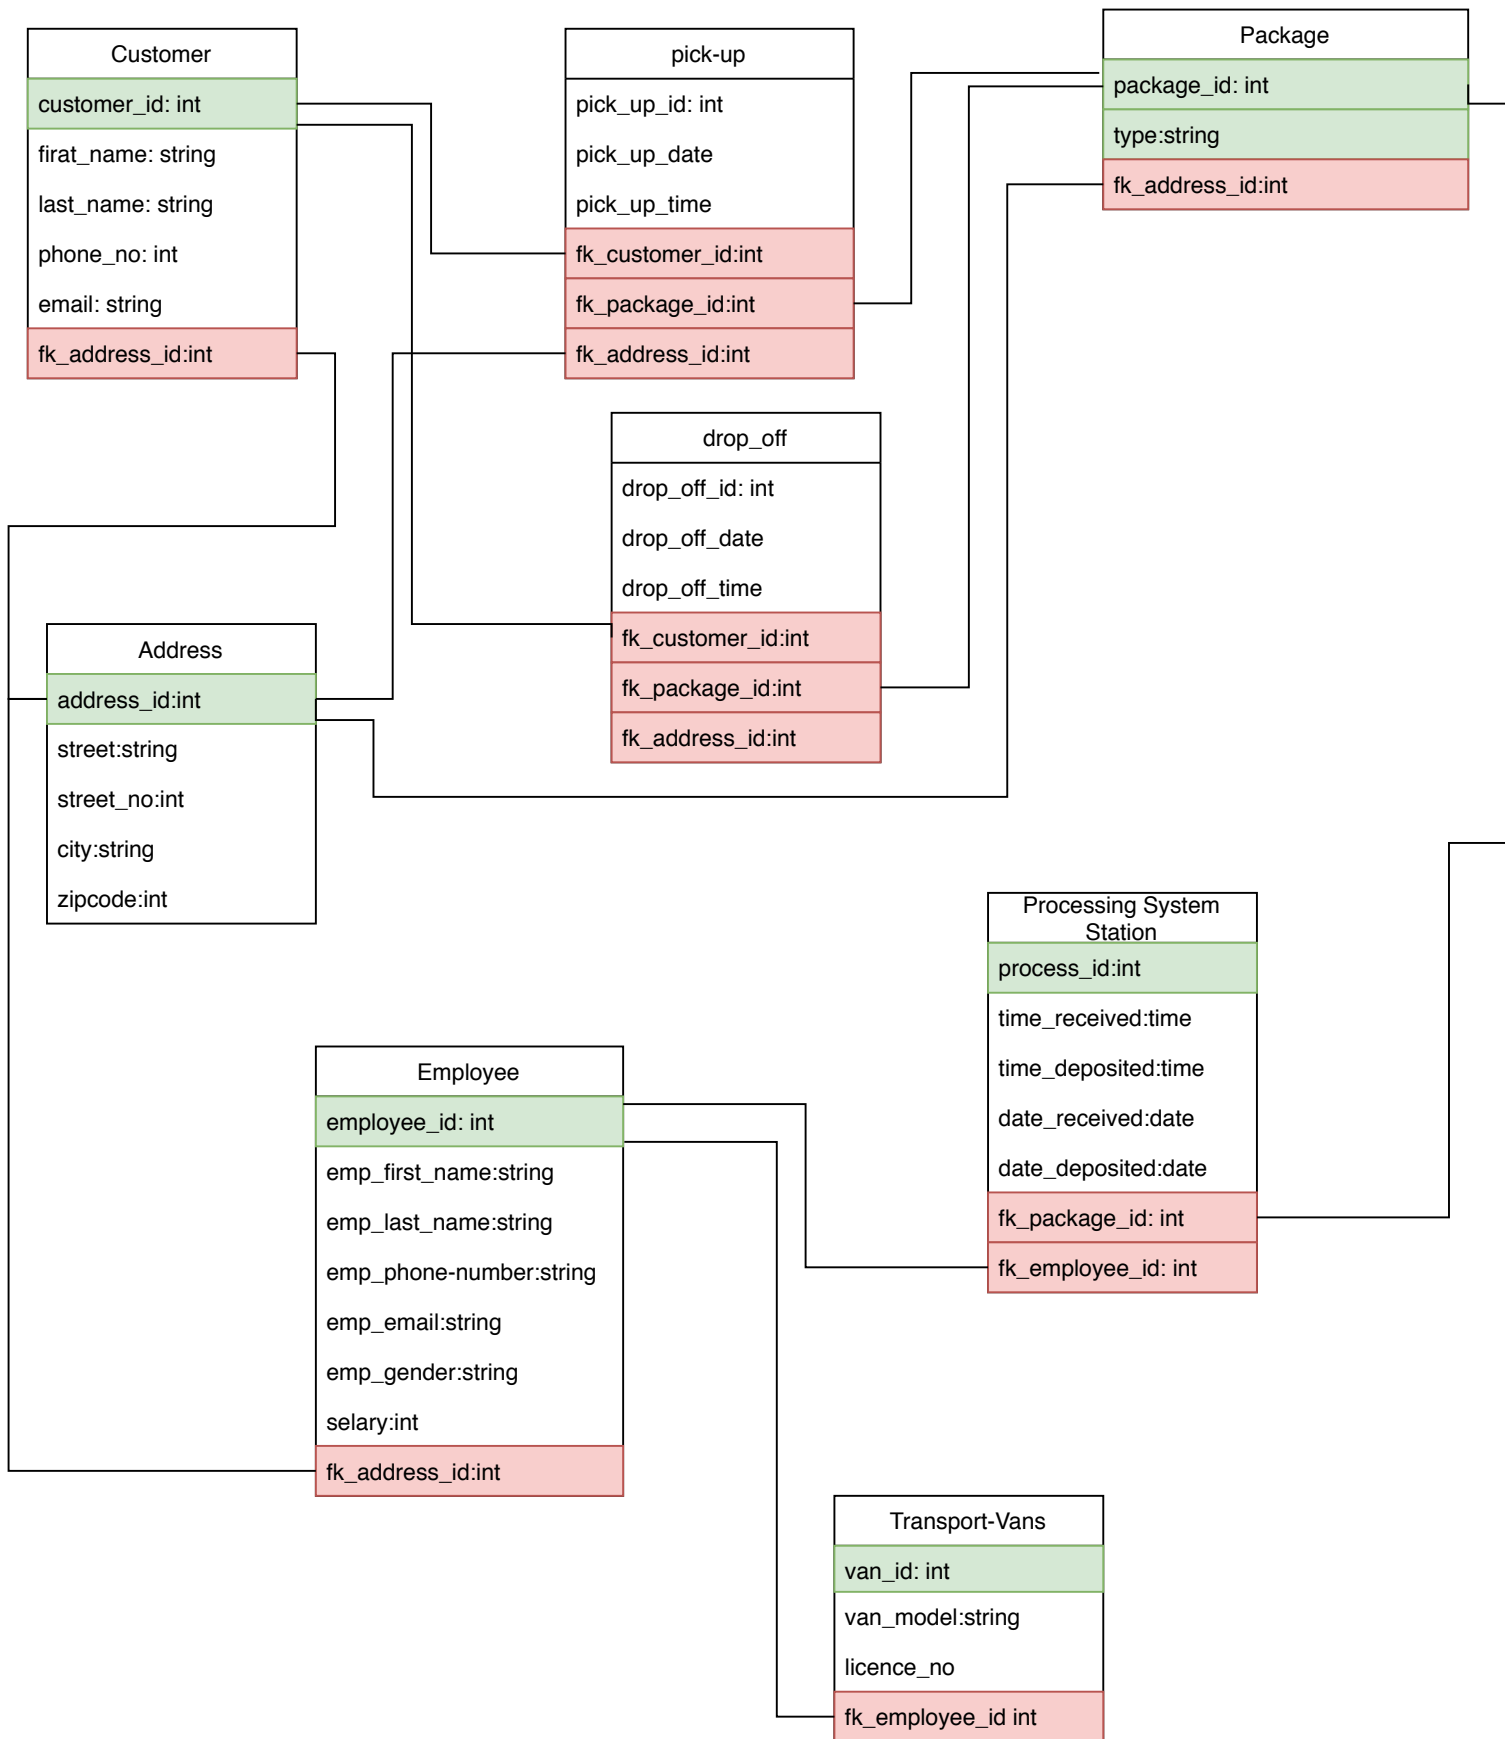 Customer
customer_id: int
firat_name: string
last_name: string
phone_no: int
email: string
fk_address_id:int
pick-up
pick_up_id: int
pick_up_date
pick_up_time
fk_customer_id:int
fk_package_id:int
fk_address_id:int
Package
package_id: int
type:string
fk_address_id:int
drop_off
drop_off_id: int
drop_off_date
drop_off_time
fk_customer_id:int
fk_package_id:int
fk_address_id:int
Address
address_id:int
street:string
street_no:int
city:string
zipcode:int
Processing System
Station
process_id:int
time_received:time
time_deposited:time
date_received:date
date_deposited:date
fk_package_id: int
fk_employee_id: int
Employee
employee_id: int
emp_first_name:string
emp_last_name:string
emp_phone-number:string
emp_email:string
emp_gender:string
selary:int
fk_address_id:int
Transport-Vans
van_id: int
van_model:string
licence_no
fk_employee_id int